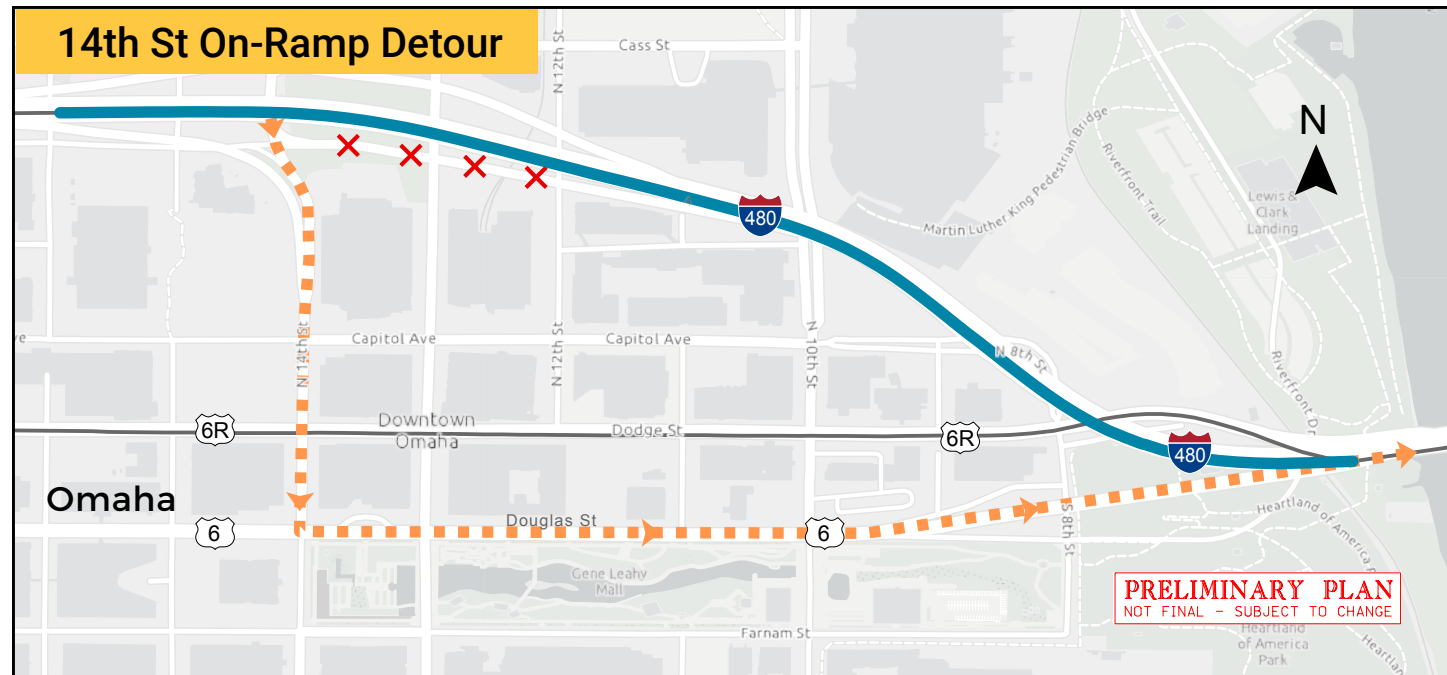 14th St On-Ramp Detour
Cass St
N 12th St
N
Martin Luther King Pedestrian Bridge
Riverfront Trail
Lewis &
Clark
Landing
480
N 14th St
Capitol Ave
N 12th St
Capitol Ave
N 10th St
N 8th St
Riverfront Dr
6R
Downtown
Omaha
Dodge St
6R
480
Omaha
6
Douglas St
6
S 8th St
Heartland of America
Gene Leahy
Mall
PRELIMINARY PLAN
NOT FINAL - SUBJECT TO CHANGE
Farnam St
Heartland
of America
Park